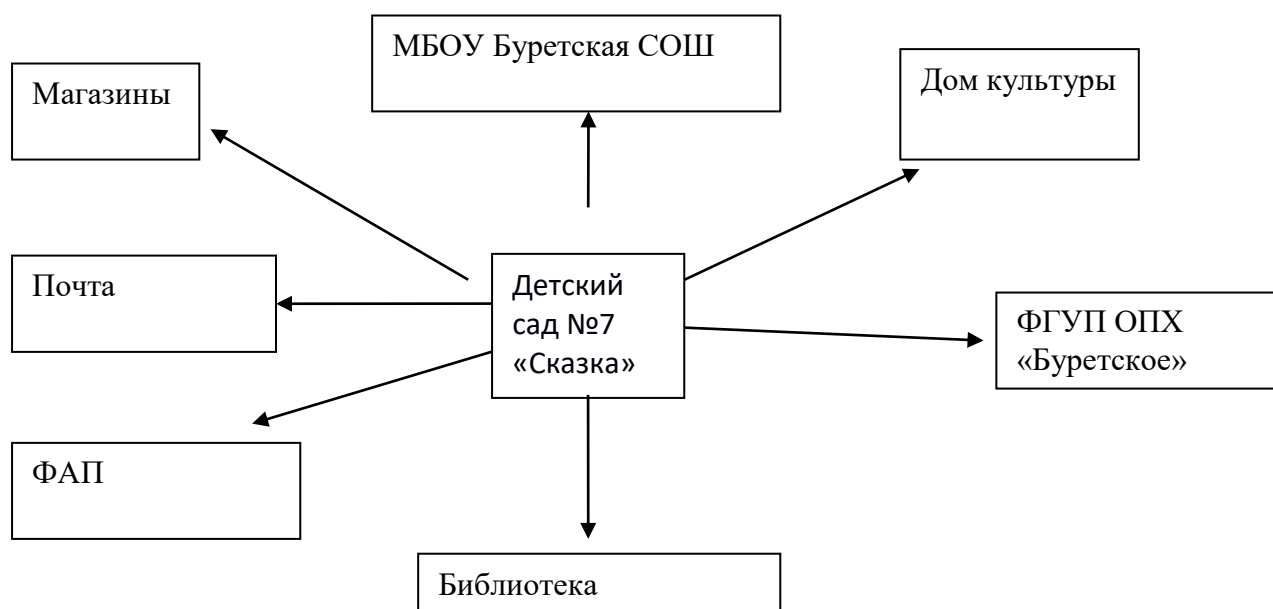 МБОУ Буретская СОШ
Магазины
Дом культуры
Почта
Детский
сад №7
«Сказка»
ФГУП ОПХ
«Буретское»
ФАП
Библиотека